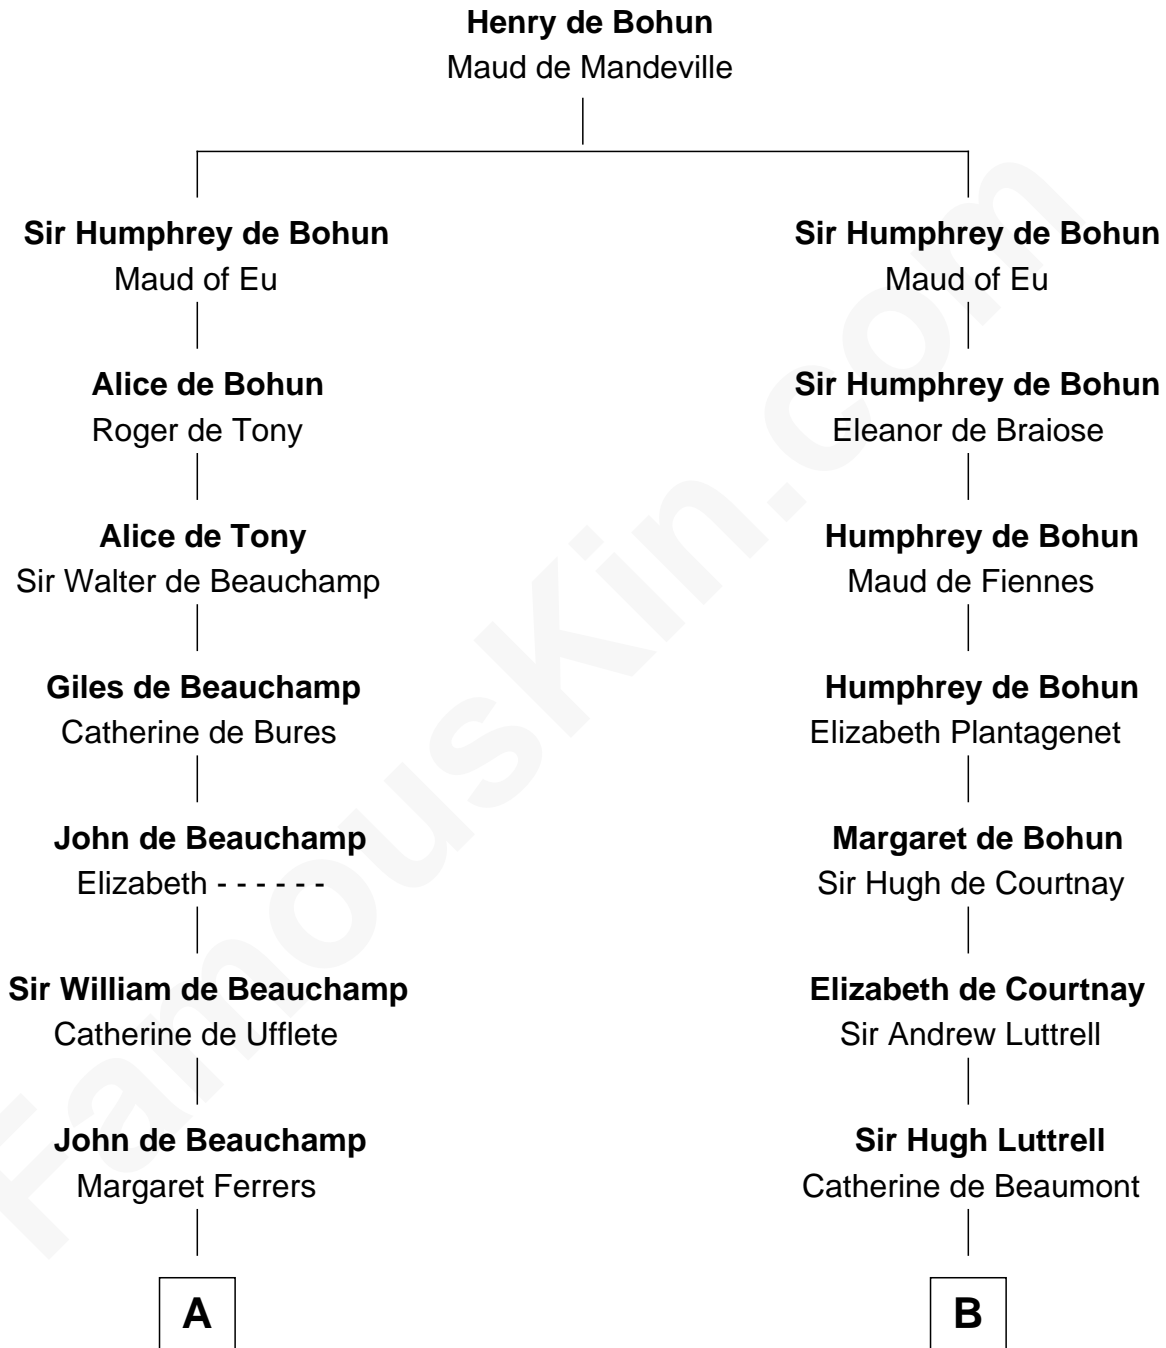 Henry de Bohun
Maud de Mandeville
Sir Humphrey de Bohun
Maud of Eu
Alice de Bohun
Roger de Tony
Alice de Tony
Sir Walter de Beauchamp
Giles de Beauchamp
Catherine de Bures
John de Beauchamp
Elizabeth - - - - - -
Sir William de Beauchamp
Catherine de Ufflete
John de Beauchamp
Margaret Ferrers
A
Sir Humphrey de Bohun
Maud of Eu
Sir Humphrey de Bohun
Eleanor de Braiose
Humphrey de Bohun
Maud de Fiennes
Humphrey de Bohun
Elizabeth Plantagenet
Margaret de Bohun
Sir Hugh de Courtnay
Elizabeth de Courtnay
Sir Andrew Luttrell
Sir Hugh Luttrell
Catherine de Beaumont
B
FamousKin.com